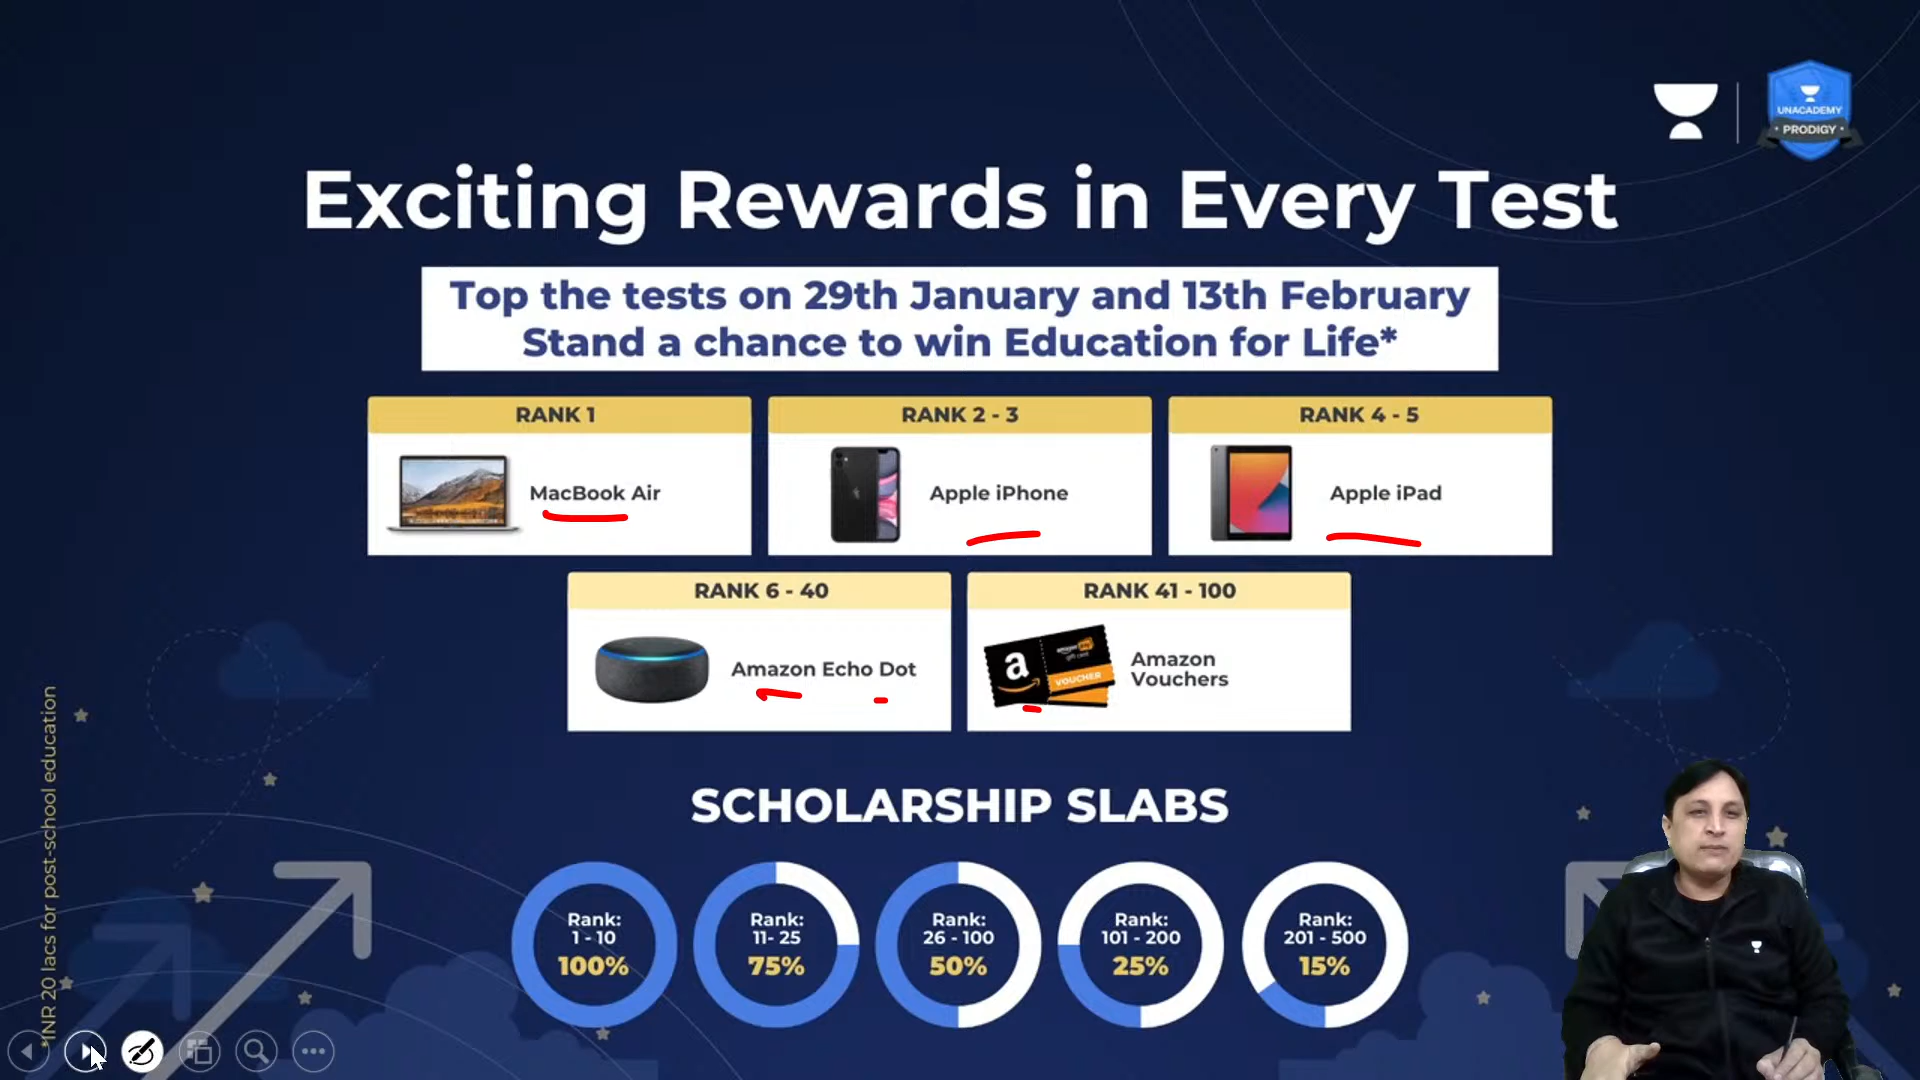 UNACADEMY
PRODIGY
Exciting Rewards in Every Test
Top the tests on 29th January and 13th February
Stand a chance to win Education for Life*
RANK 1
MacBook Air
RANK 2 - 3
Apple iPhone
RANK 4 - 5
Apple iPad
RANK 6 - 40
Amazon Echo Dot
RANK 41 - 100
a
amazon pay
gift card
VOUCHER
Amazon
Vouchers
SCHOLARSHIP SLABS
Rank:
1 - 10
100%
Rank:
11- 25
75%
Rank:
26 - 100
50%
Rank:
101 - 200
25%
Rank:
201 - 500
15%
*INR 20 lacs for post-school education